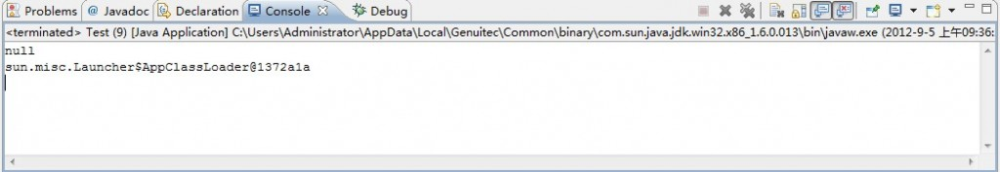 Problems @ Javadoc Declaration Console Debug
<terminated> Test (9) [Java Application] C:\Users\Administrator\AppData\Local\Genuitec\Common\binary\com.sun.java.jdk.win32.x86_1.6.0.013\bin\javaw.exe (2012-9-5 上午09:36:
null
sun.misc.Launcher$AppClassLoader@1372a1a